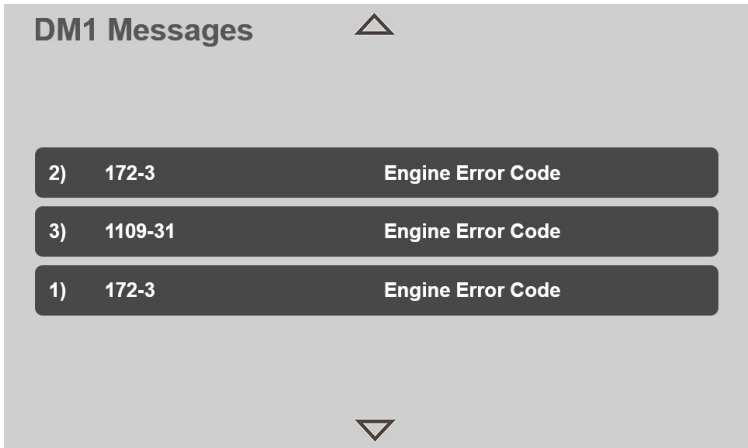 DM1 Messages
2) 172-3 Engine Error Code
3) 1109-31 Engine Error Code
1) 172-3 Engine Error Code